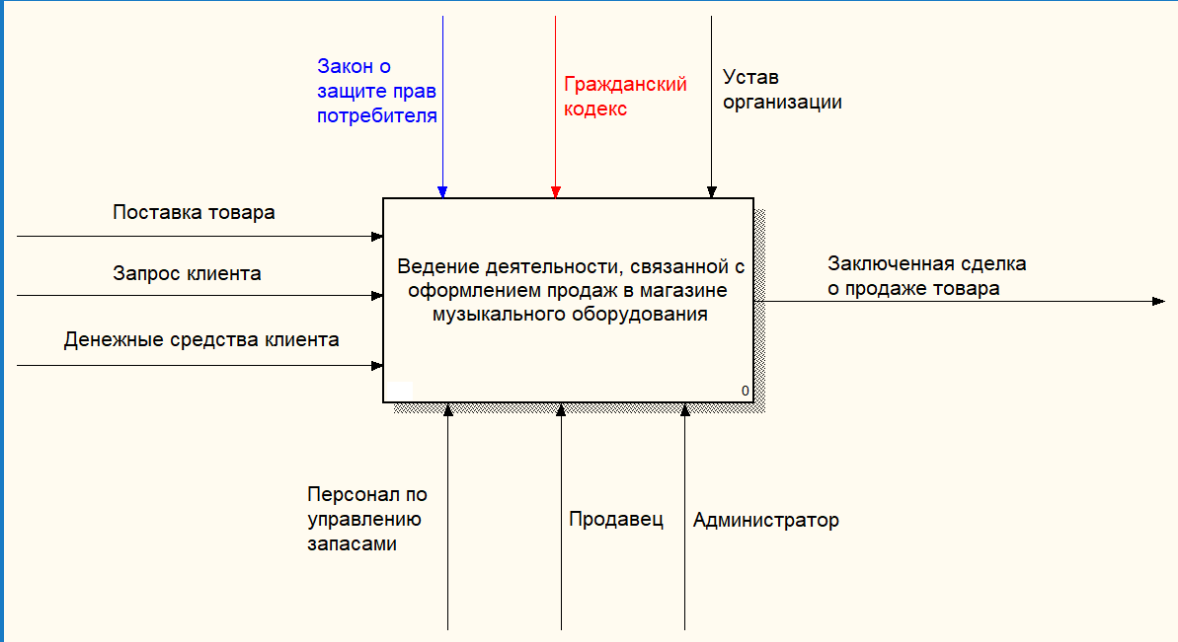 Закон о
защите прав
потребителя
Гражданский
кодекс
Устав
организации
Поставка товара
Запрос клиента
Денежные средства клиента
Ведение деятельности, связанной с
оформлением продаж в магазине
музыкального оборудования
0
Заключенная сделка
о продаже товара
Персонал по
управлению
запасами
Продавец
Администратор